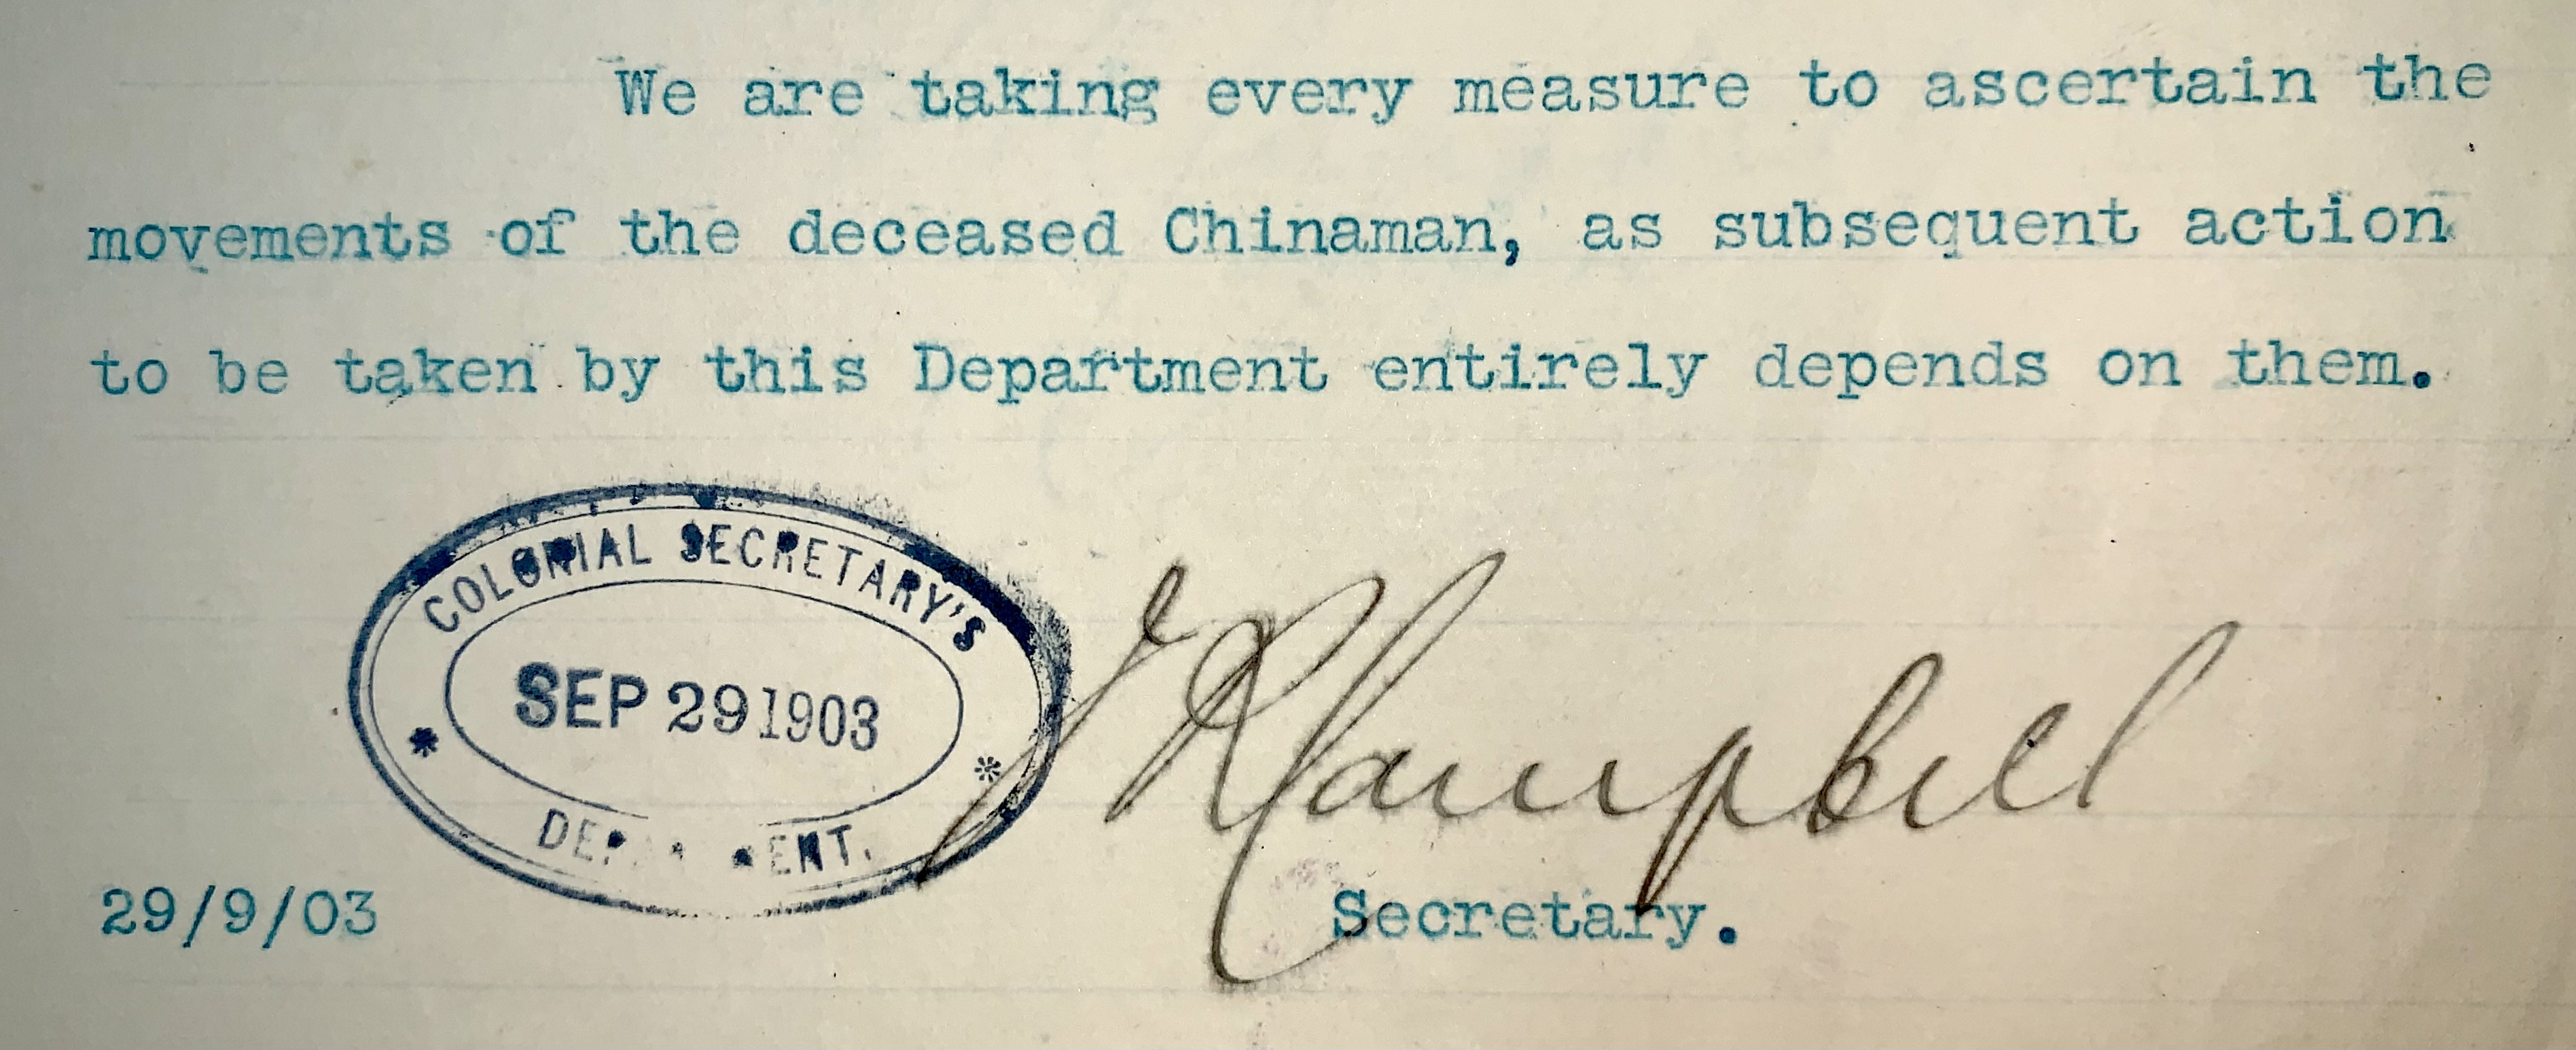 We are taking every measure to ascertain the
movements of the deceased Chinaman, as subsequent action
to be taken by this Department entirely depends on them.
COLONIAL SECRETARY'S
SEP 29 1903
29/9/03
Campbell
Secretary.